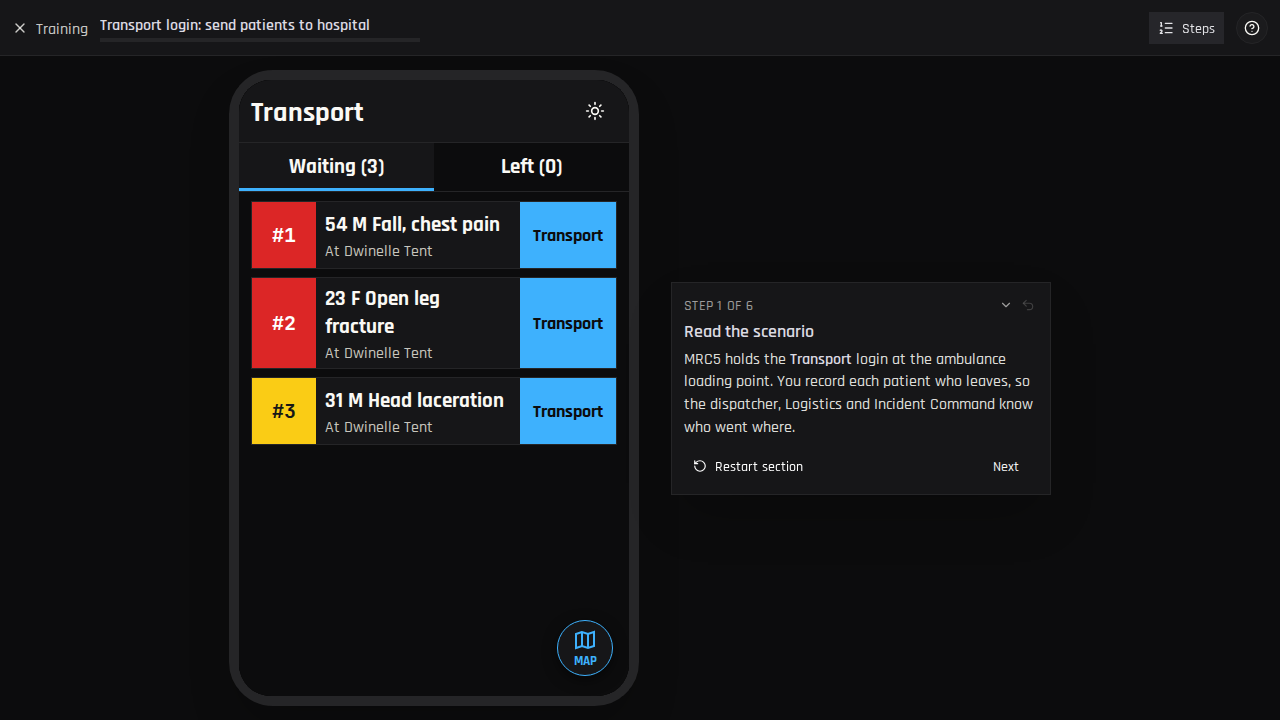 Training
Transport login: send patients to hospital
Steps
Transport
Waiting (3)
Left (0)
#1
54 M Fall, chest pain
At Dwinelle Tent
Transport
#2
23 F Open leg
fracture
At Dwinelle Tent
Transport
#3
31 M Head laceration
At Dwinelle Tent
Transport
MAP
STEP 1 OF 6
Read the scenario
MRC5 holds the Transport login at the ambulance
loading point. You record each patient who leaves, so
the dispatcher, Logistics and Incident Command know
who went where.
Restart section
Next